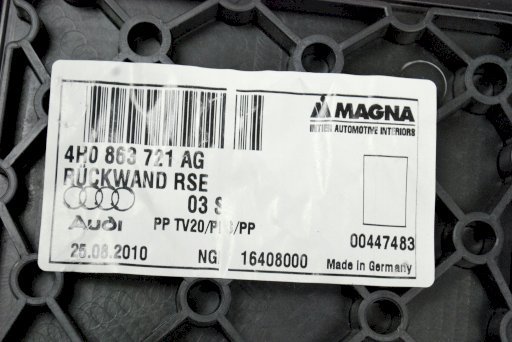 MAGNA
INTIER AUTOMOTIVE INTERIORS
4H0 863 721 AG
RÜCKWAND RSE
03 S
Audi
PP TV20/ /PP
00447483
25.08.2010 NG 16408000 Made in Germany